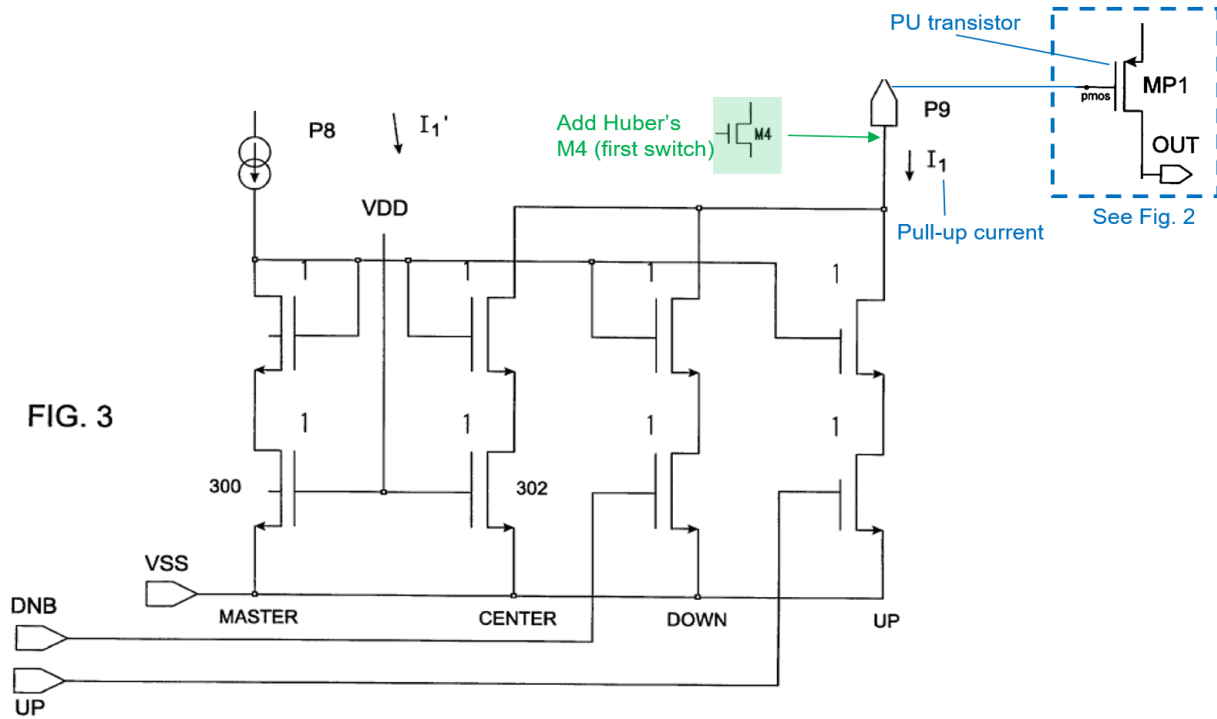 PU transistor
MP1
pmos
OUT
See Fig. 2
P8
I₁'
Add Huber's
M4 (first switch)
M4
P9
I₁
Pull-up current
VDD
1
1
1
1
FIG. 3
1
1
1
1
300
302
VSS
DNB
MASTER
CENTER
DOWN
UP
UP